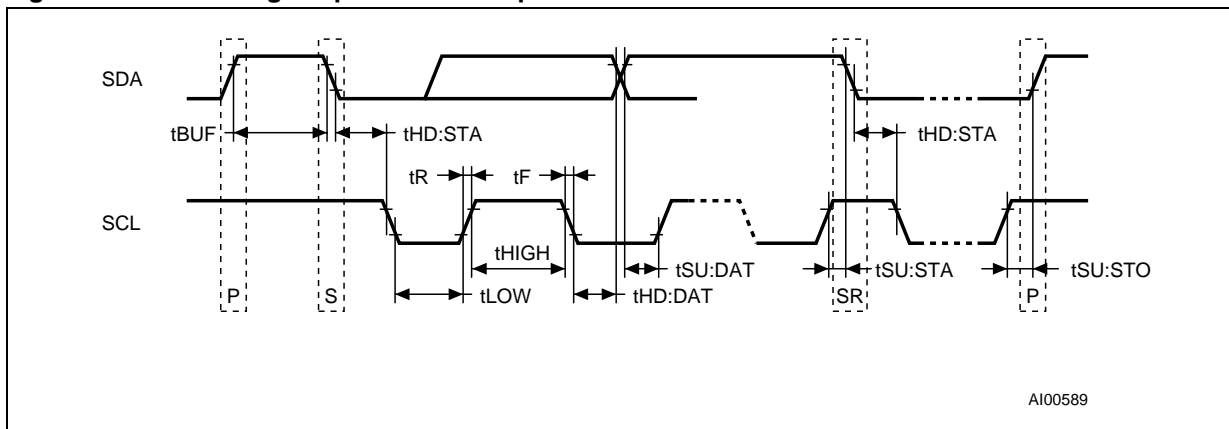 SDA
tBUF
tHD:STA
tHD:STA
tR
tF
SCL
tHIGH
tSU:DAT
tSU:STA
tSU:STO
P
S
tLOW
tHD:DAT
SR
P
AI00589